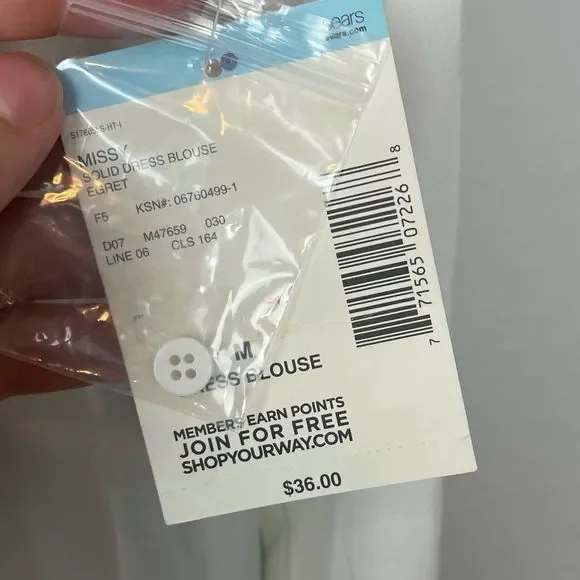 sears
sears.com
MISSY
SOLID DRESS BLOUSE
EGRET
F5 KSN#: 06760499-1
D07 M47659 030
LINE 06 CLS 164
7 71565 07226 8
M
DRESS BLOUSE
MEMBERS EARN POINTS
JOIN FOR FREE
SHOPYOURWAY.COM
$36.00